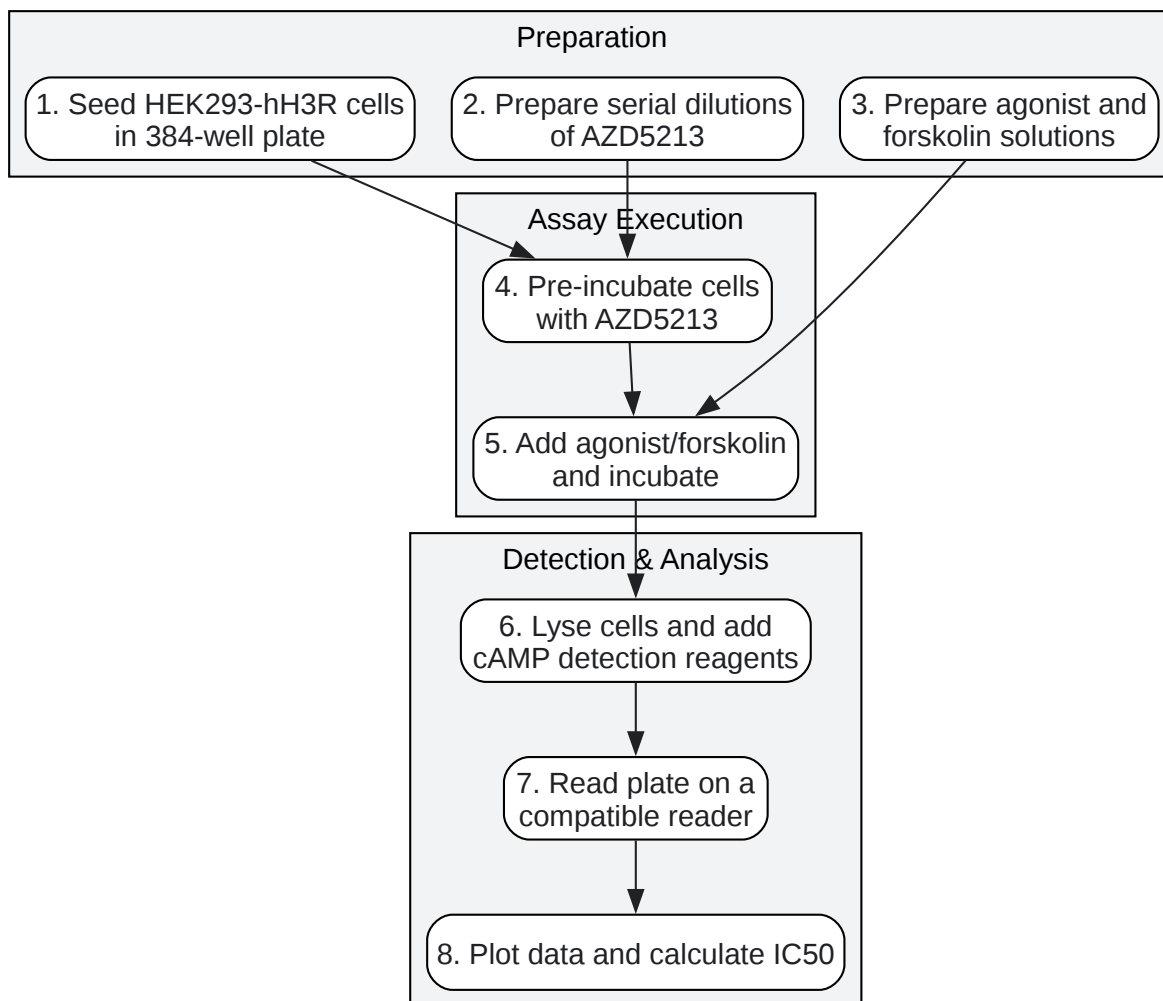 Preparation
1. Seed HEK293-hH3R cells
in 384-well plate
2. Prepare serial dilutions
of AZD5213
3. Prepare agonist and
forskolin solutions
Assay Execution
4. Pre-incubate cells
with AZD5213
5. Add agonist/forskolin
and incubate
Detection & Analysis
6. Lyse cells and add
cAMP detection reagents
7. Read plate on a
compatible reader
8. Plot data and calculate IC50